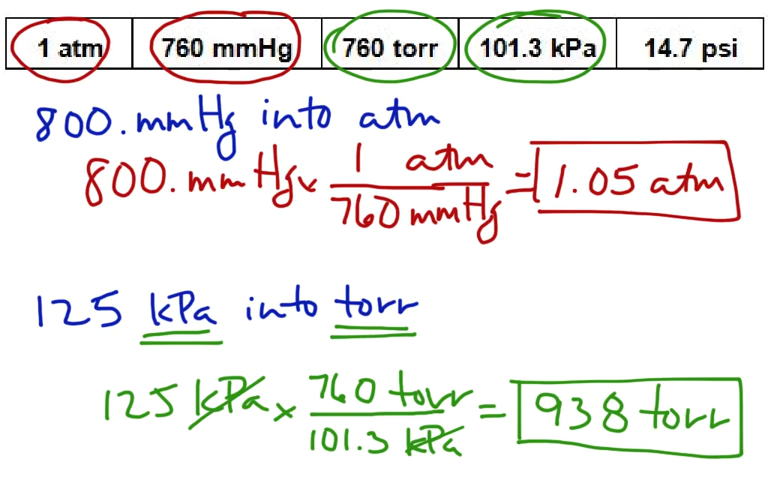 1 atm 760 mmHg 760 torr 101.3 kPa 14.7 psi
800. mmHg into atm
800. mmHg x 1 atm / 760 mmHg = 1.05 atm
125 kPa into torr
125 kPa x 760 torr / 101.3 kPa = 938 torr